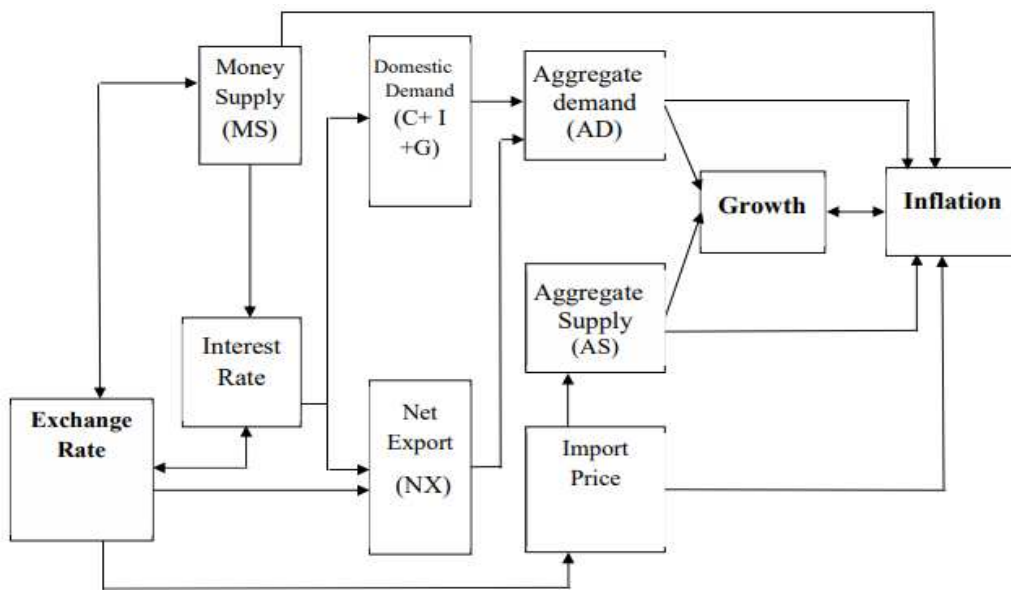 Money
Supply
(MS)
Domestic
Demand
(C+ I
+G)
Aggregate
demand
(AD)
Growth
Inflation
Aggregate
Supply
(AS)
Interest
Rate
Exchange
Rate
Net
Export
(NX)
Import
Price